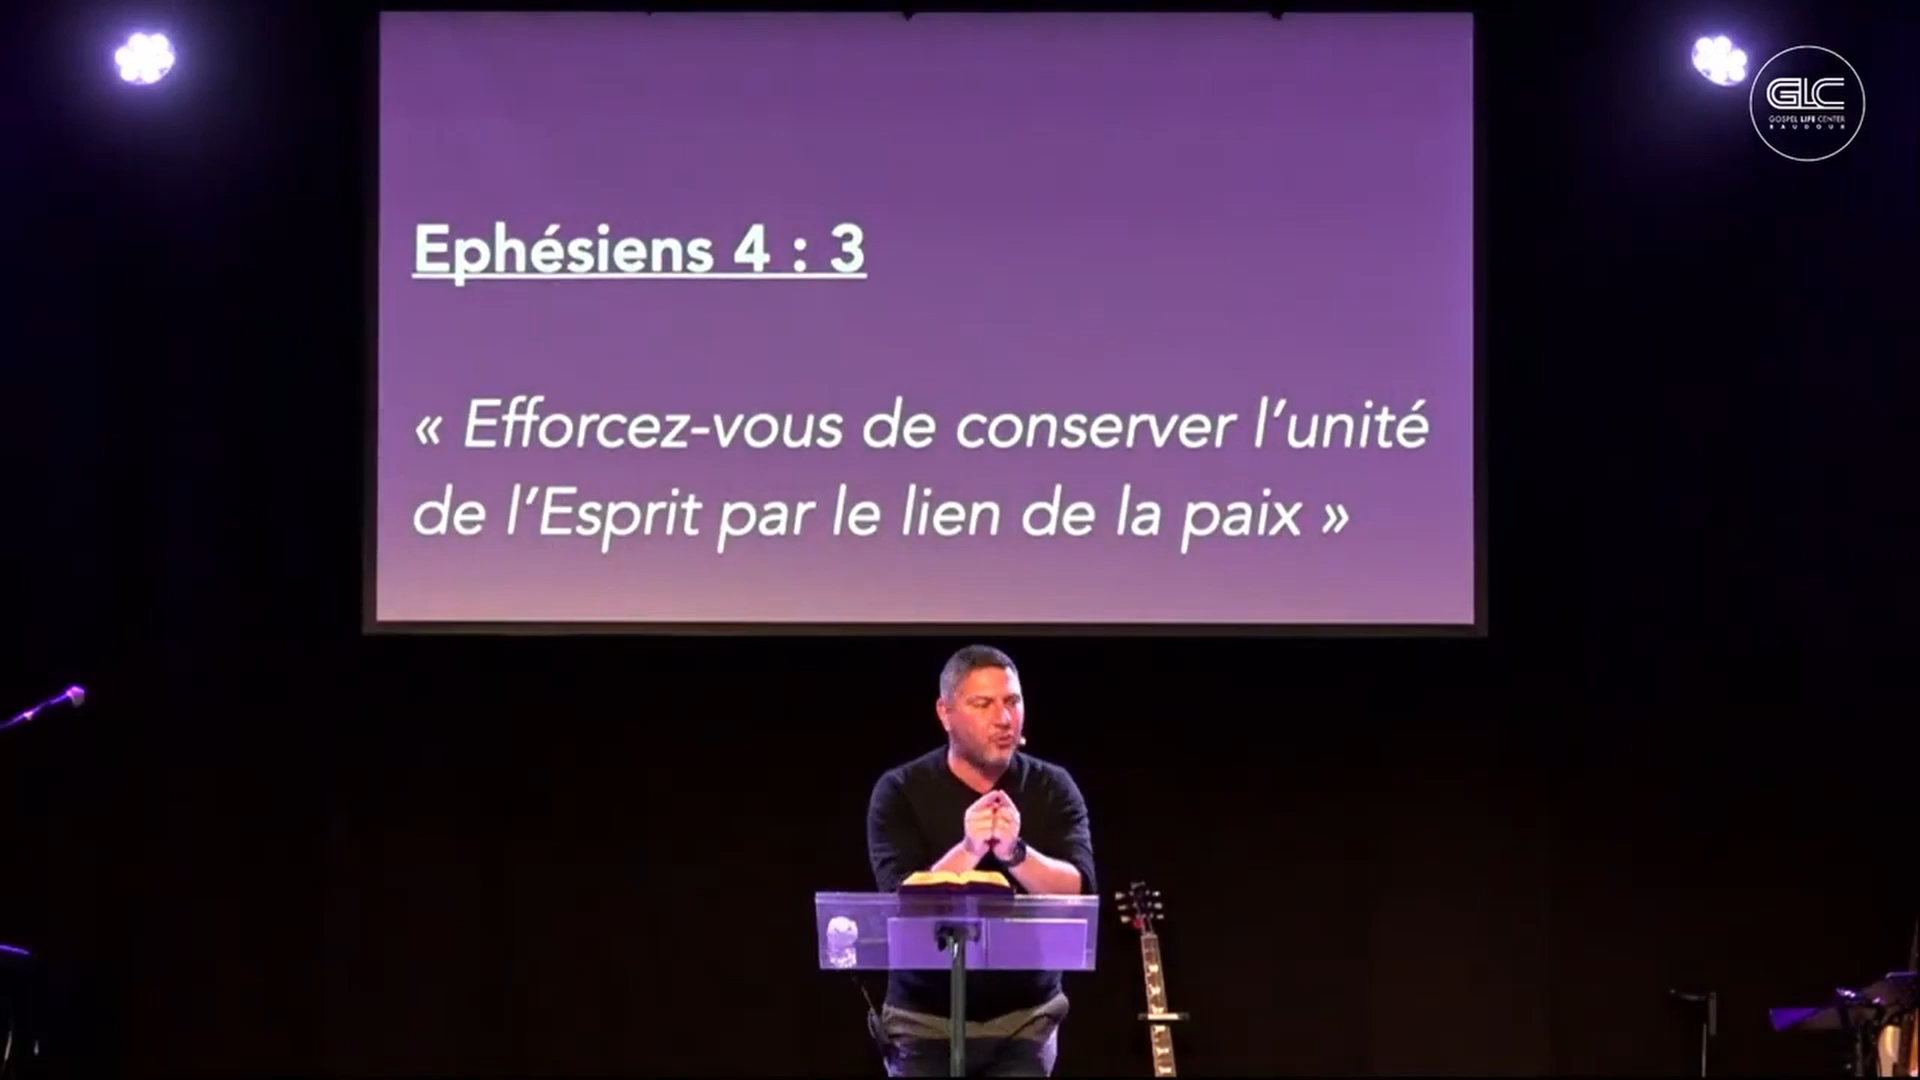 Ephésiens 4 : 3
« Efforcez-vous de conserver l'unité
de l'Esprit par le lien de la paix »
GLC
GOSPEL LIFE CENTER
BAUDOUR